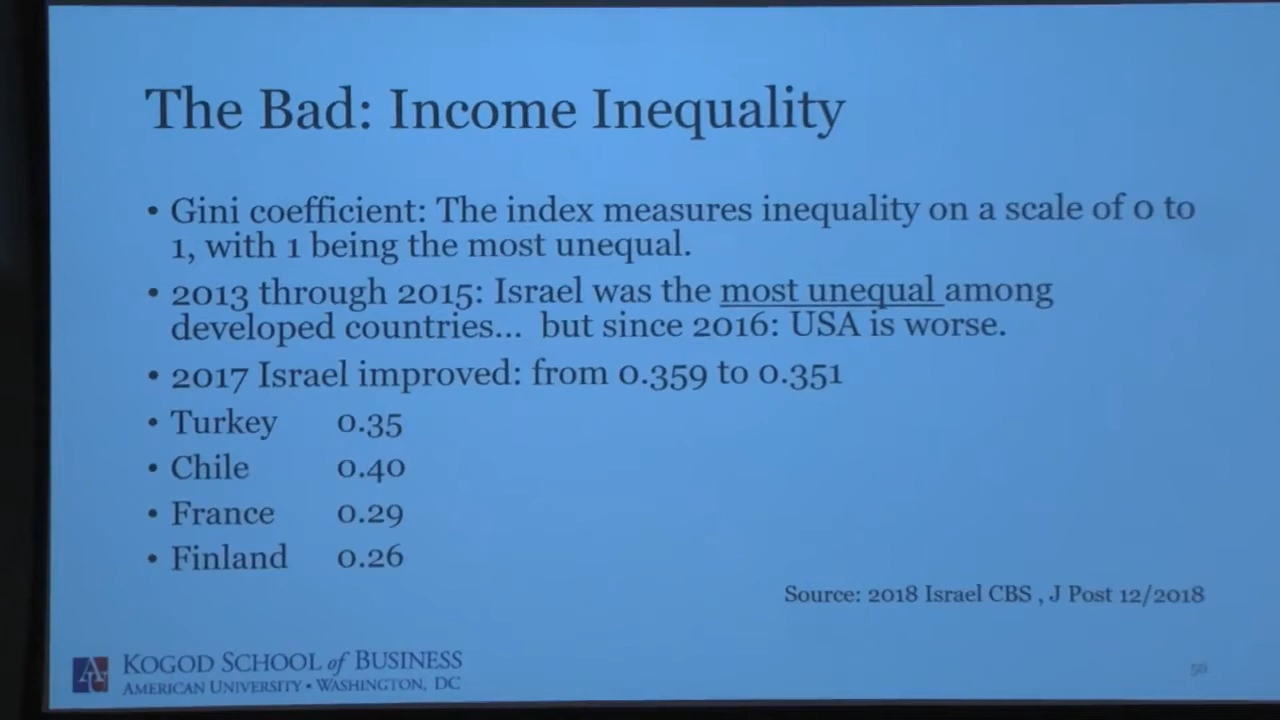 The Bad: Income Inequality
• Gini coefficient: The index measures inequality on a scale of 0 to
1, with 1 being the most unequal.
• 2013 through 2015: Israel was the most unequal among
developed countries... but since 2016: USA is worse.
• 2017 Israel improved: from 0.359 to 0.351
• Turkey 0.35
• Chile 0.40
• France 0.29
• Finland 0.26
Source: 2018 Israel CBS , J Post 12/2018
AU KOGOD SCHOOL of BUSINESS
AMERICAN UNIVERSITY • WASHINGTON, DC